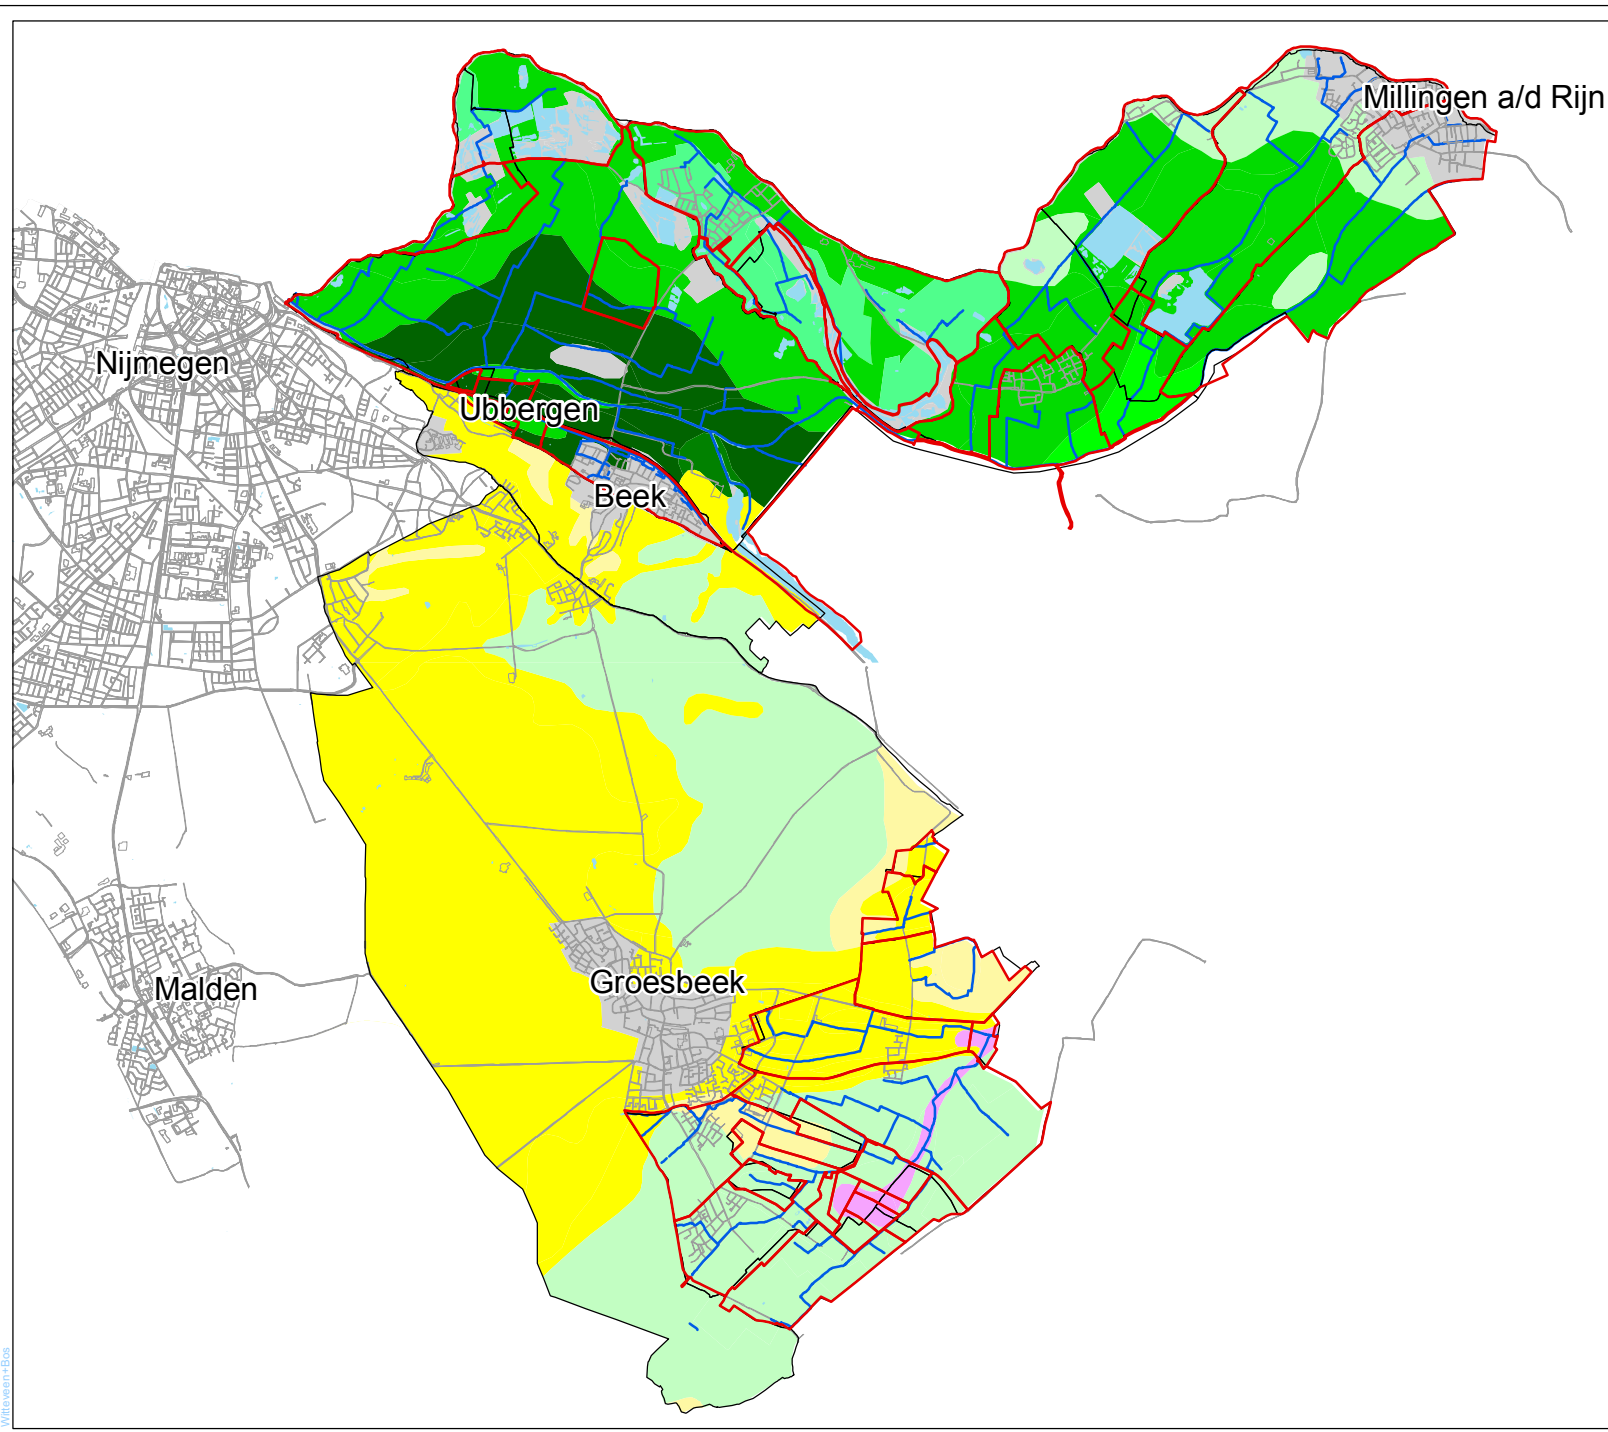 Millingen a/d Rijn
Nijmegen
Ubbergen
Beek
Groesbeek
Malden
Witteveen+Bos